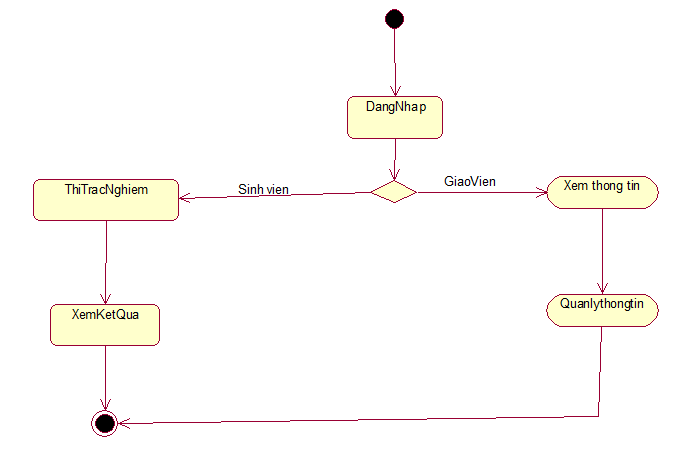 DangNhap
ThiTracNghiem
Sinh vien
GiaoVien
Xem thong tin
XemKetQua
Quanlythongtin